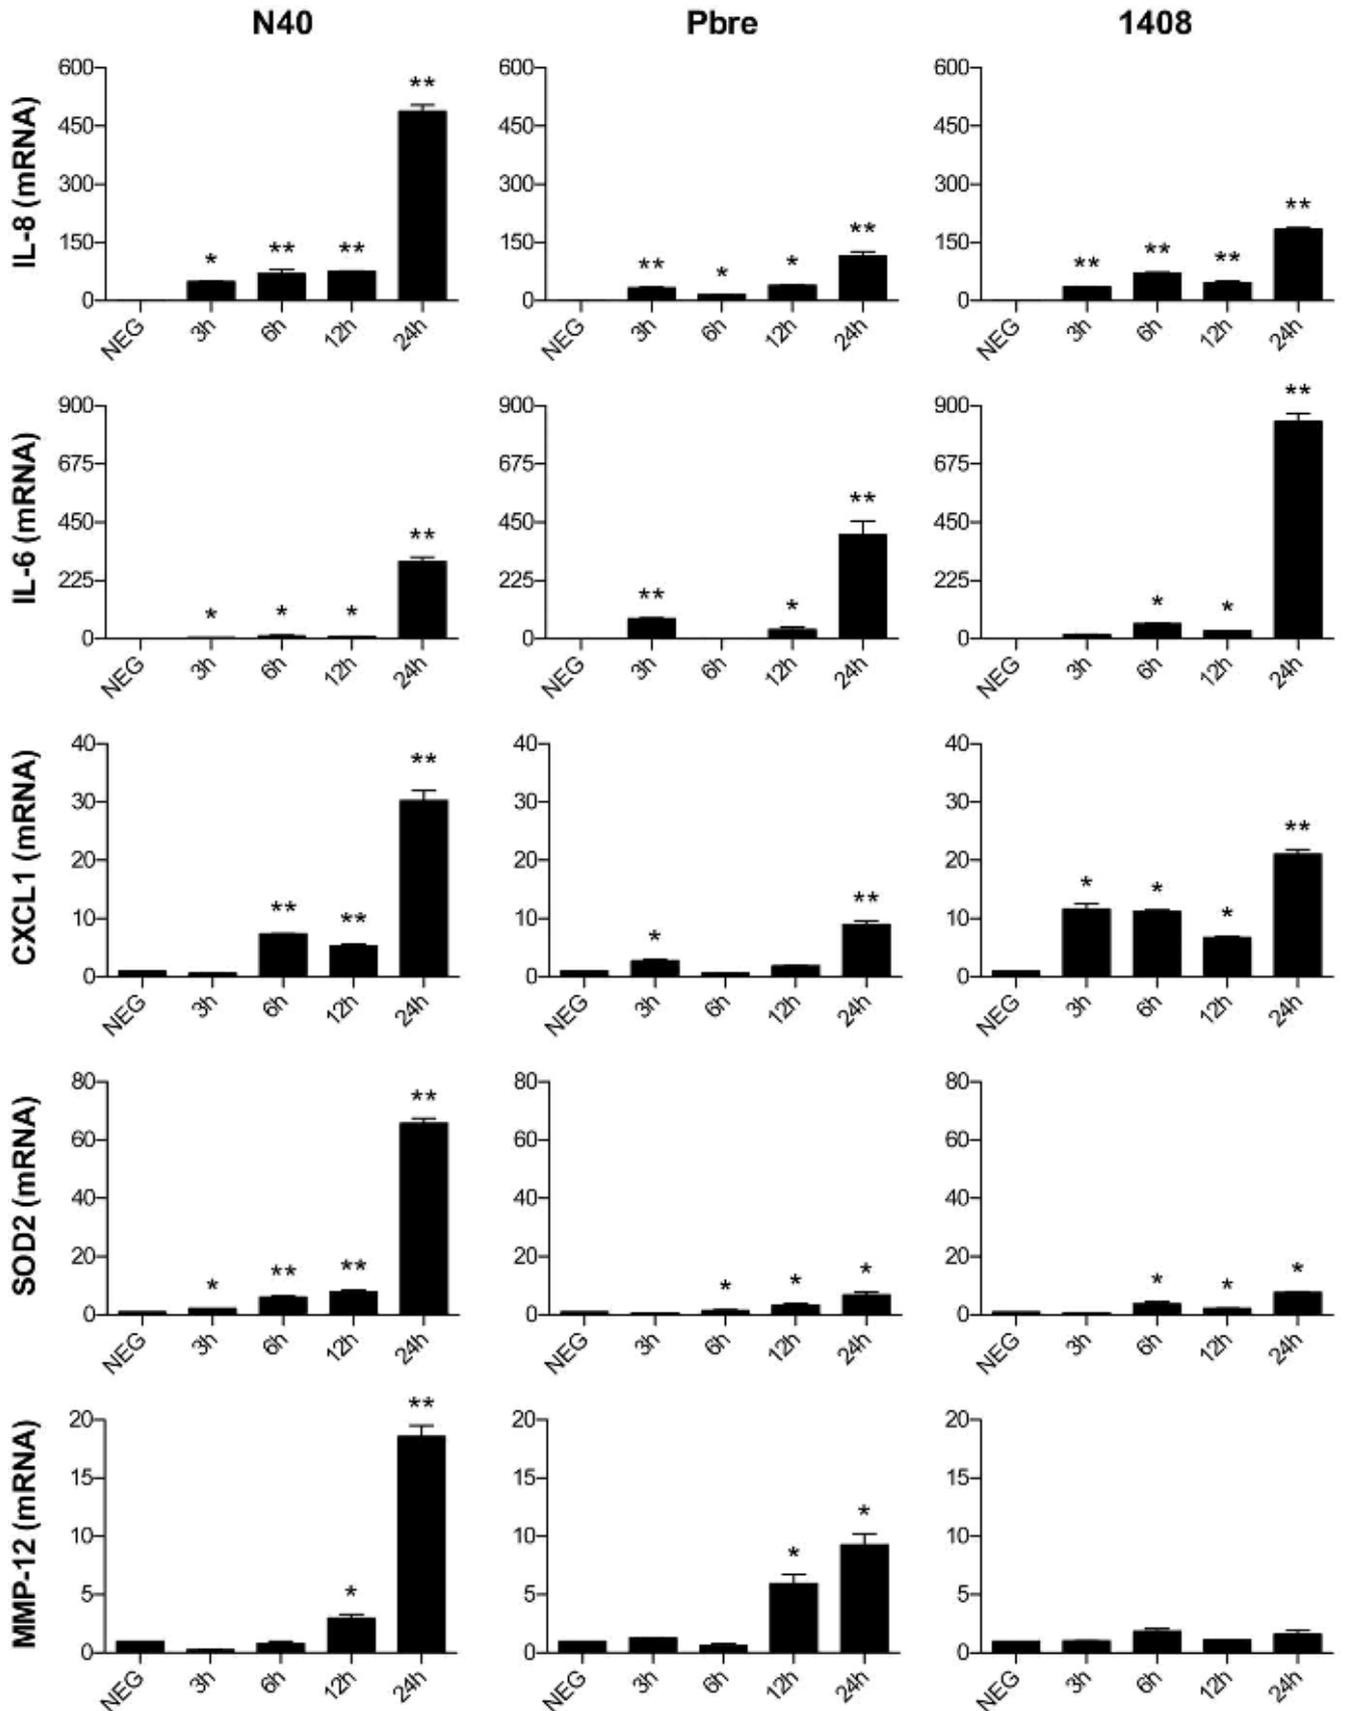 N40 Pbre 1408
IL-8 (mRNA)
600 450 300 150 0
* ** ** **
NEG 3h 6h 12h 24h
600 450 300 150 0
** * * **
NEG 3h 6h 12h 24h
600 450 300 150 0
** ** ** **
NEG 3h 6h 12h 24h
IL-6 (mRNA)
900 675 450 225 0
* * * **
NEG 3h 6h 12h 24h
900 675 450 225 0
** * **
NEG 3h 6h 12h 24h
900 675 450 225 0
* * **
NEG 3h 6h 12h 24h
CXCL1 (mRNA)
40 30 20 10 0
** ** **
NEG 3h 6h 12h 24h
40 30 20 10 0
* **
NEG 3h 6h 12h 24h
40 30 20 10 0
* * * **
NEG 3h 6h 12h 24h
SOD2 (mRNA)
80 60 40 20 0
* ** ** **
NEG 3h 6h 12h 24h
80 60 40 20 0
* * *
NEG 3h 6h 12h 24h
80 60 40 20 0
* * *
NEG 3h 6h 12h 24h
MMP-12 (mRNA)
20 15 10 5 0
* **
NEG 3h 6h 12h 24h
20 15 10 5 0
* *
NEG 3h 6h 12h 24h
20 15 10 5 0
NEG 3h 6h 12h 24h